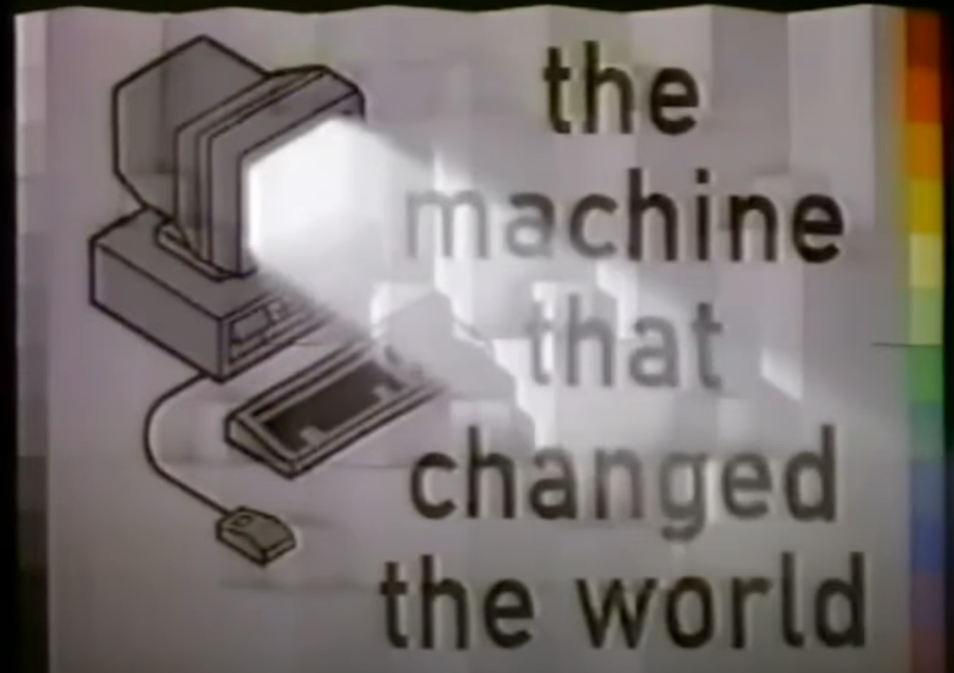 the
machine
that
changed
the world